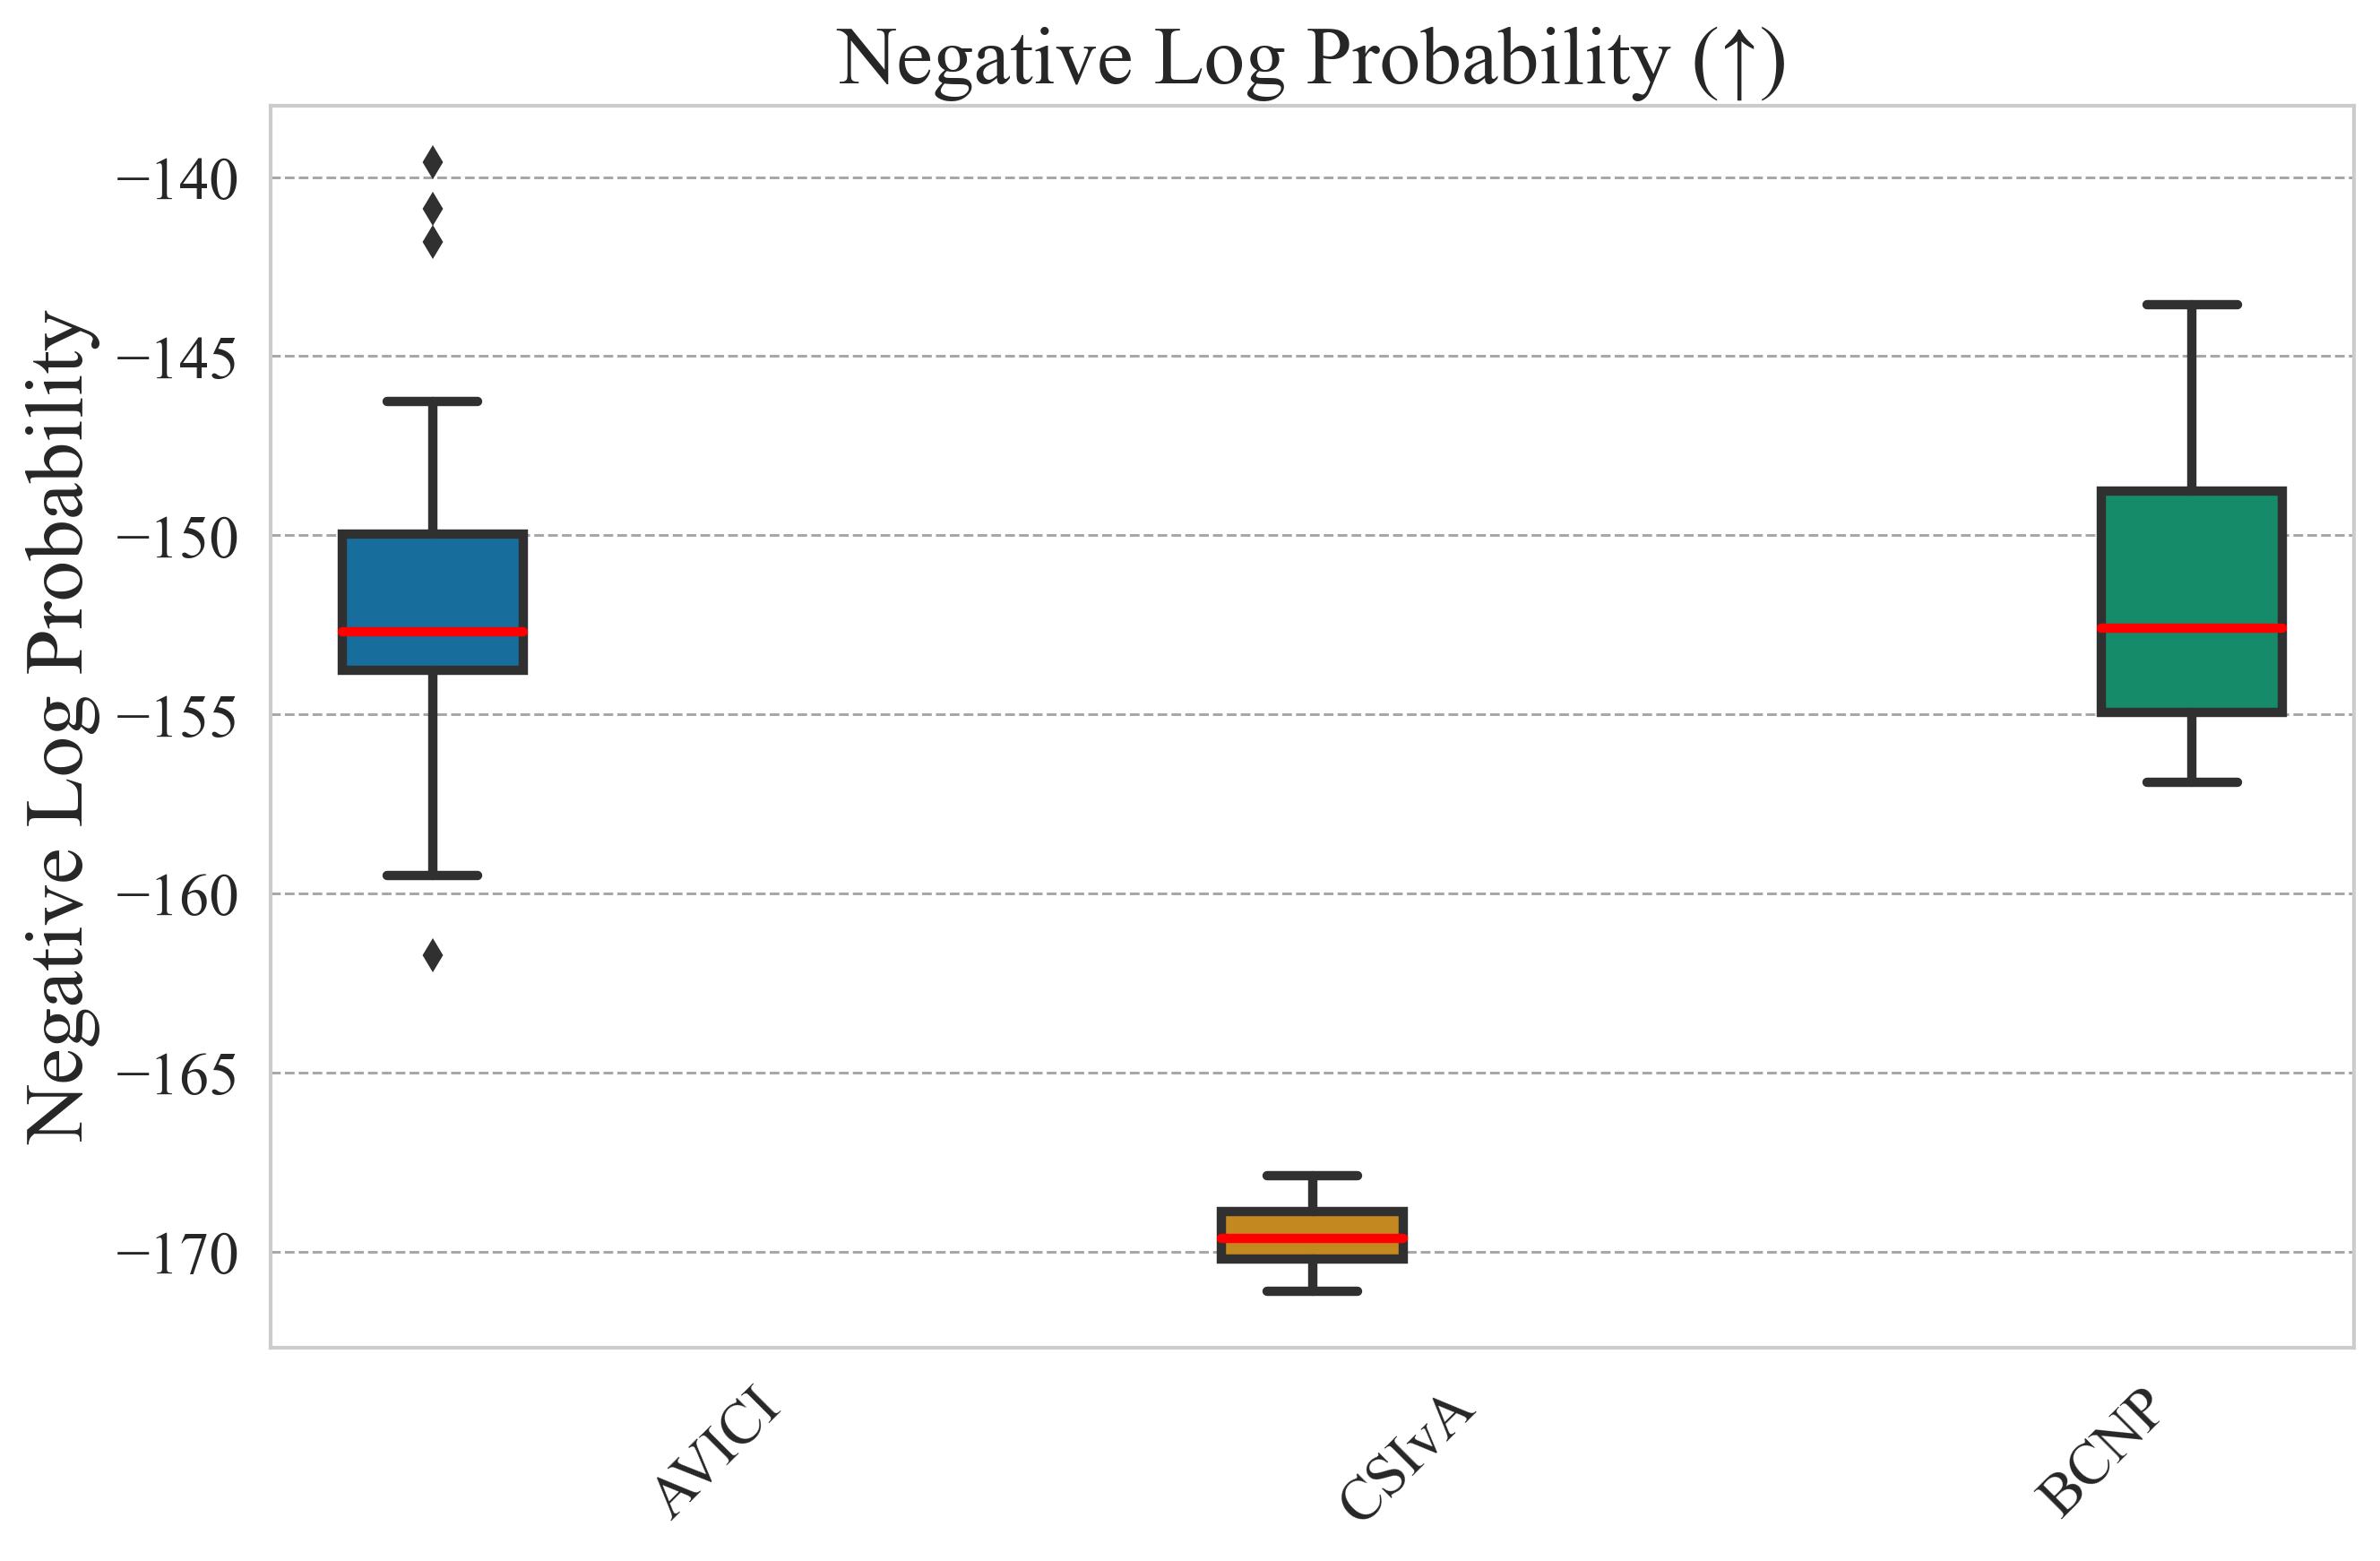 Negative Log Probability (↑)
Negative Log Probability
−140
−145
−150
−155
−160
−165
−170
AVICI
CSIvA
BCNP